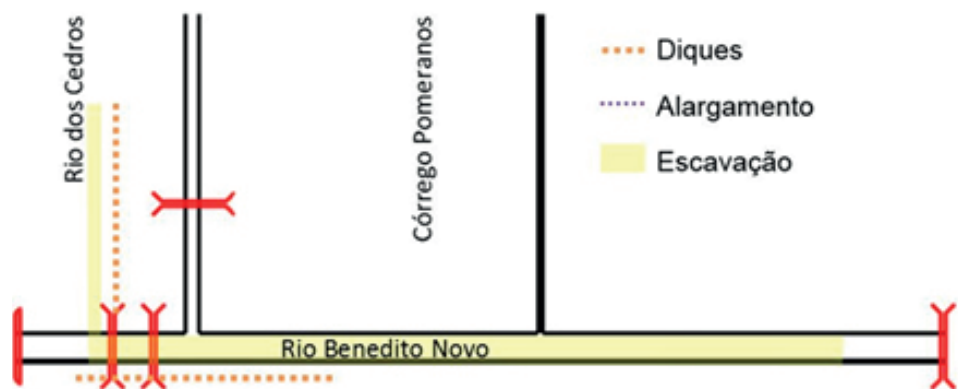 Rio dos Cedros
Córrego Pomeranos
Diques
Alargamento
Escavação
Rio Benedito Novo